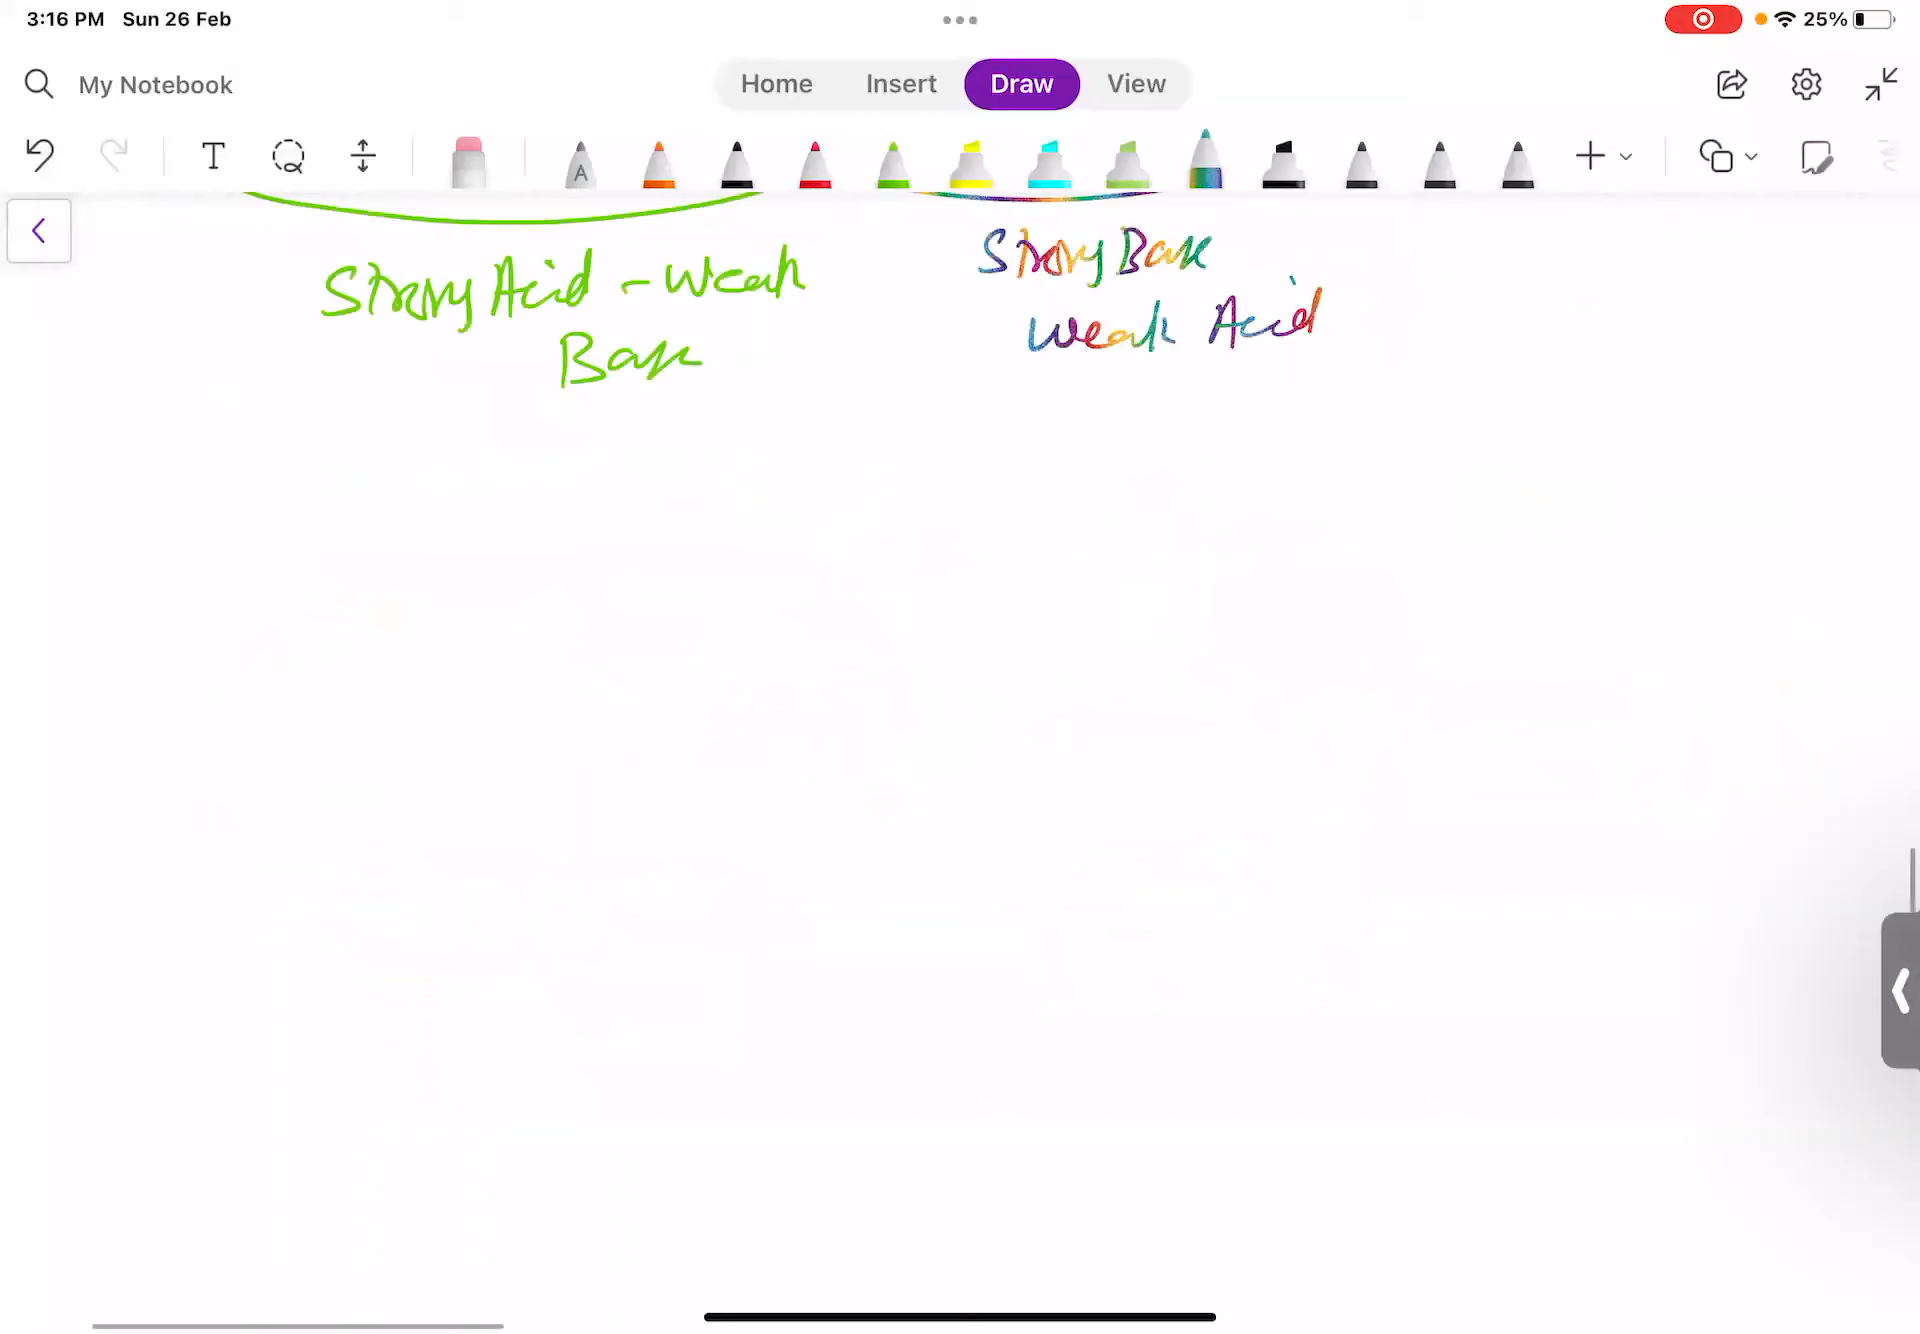 3:16 PM Sun 26 Feb
25%
My Notebook
Home Insert Draw View
T
A
Strong Acid - Weak
Base
Strong Base
Weak Acid